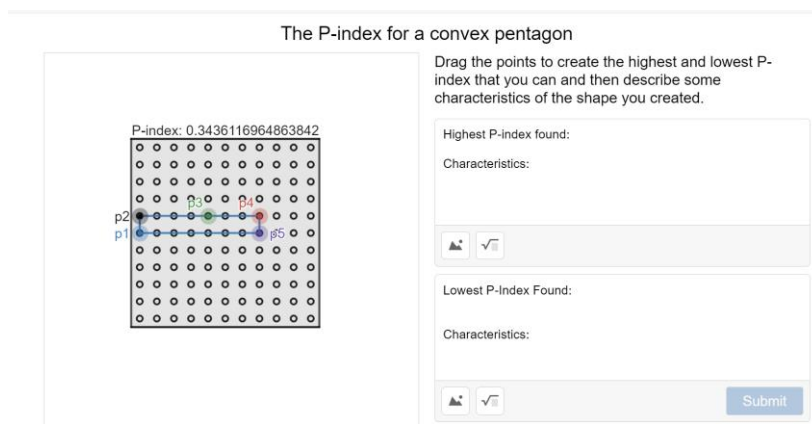 The P-index for a convex pentagon
Drag the points to create the highest and lowest P-
index that you can and then describe some
characteristics of the shape you created.
P-index: 0.3436116964863842
p3
p4
p2
p1
p5
Highest P-index found:
Characteristics:
Lowest P-Index Found:
Characteristics:
Submit